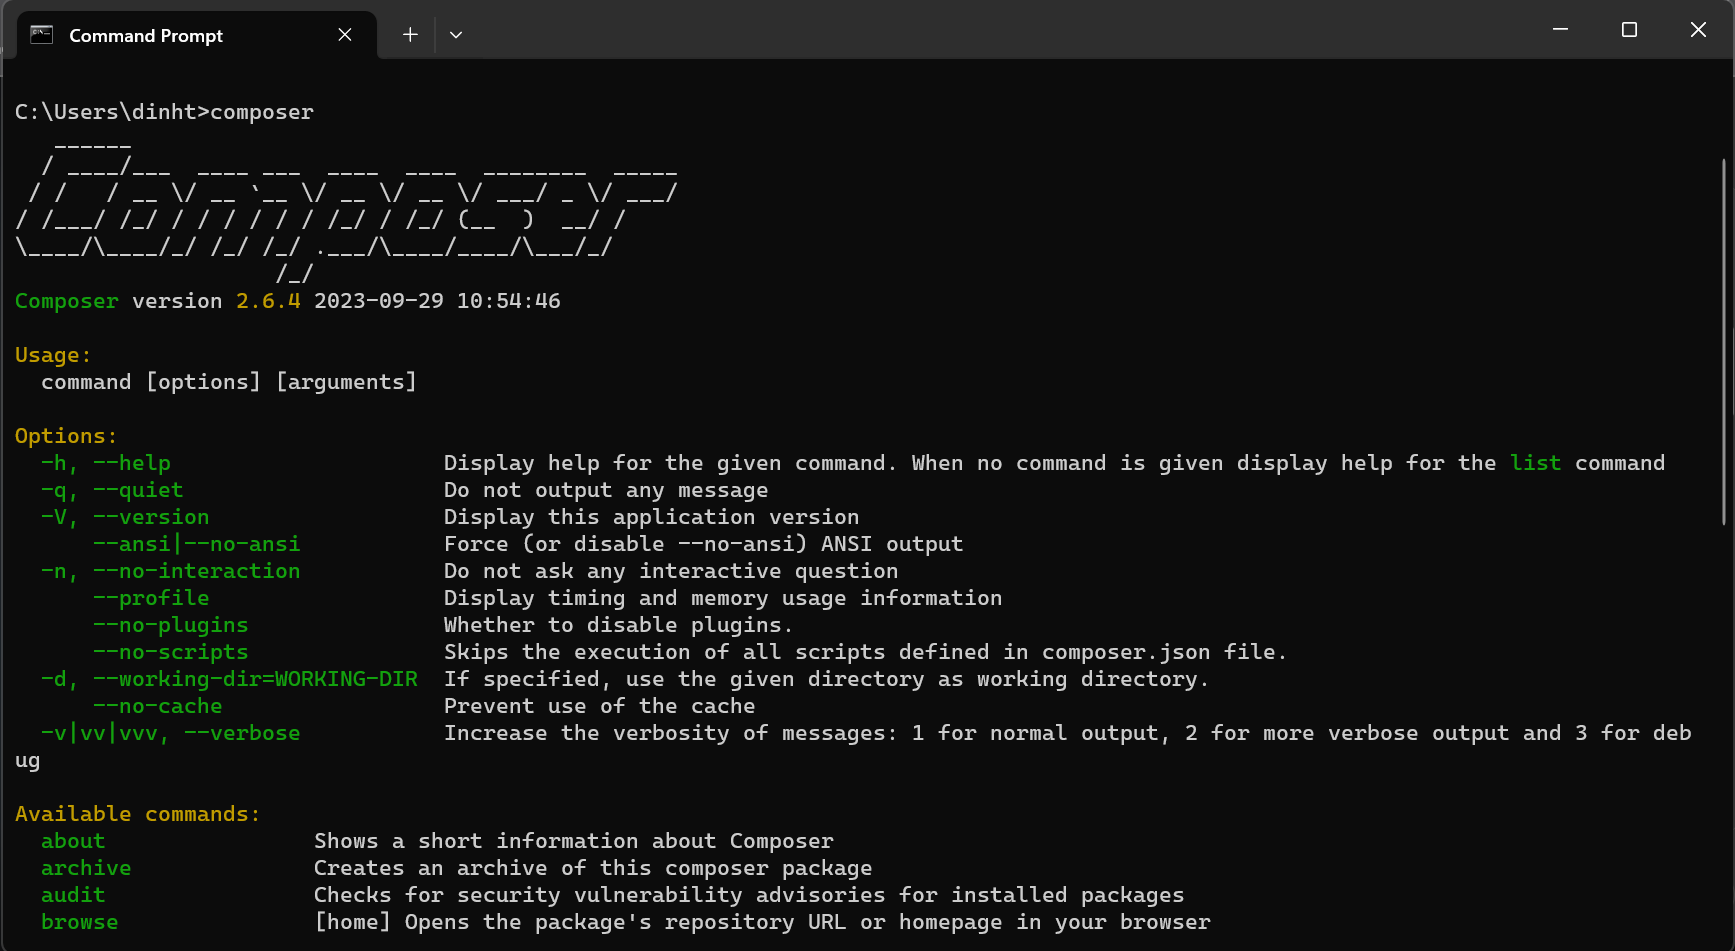 Command Prompt
C:\Users\dinht>composer
   ______
  / ____/___  ____ ___  ____  ____  ________  _____
 / /   / __ \/ __ `__ \/ __ \/ __ \/ ___/ _ \/ ___/
/ /___/ /_/ / / / / / / /_/ / /_/ (__  )  __/ /
\____/\____/_/ /_/ /_/ .___/\____/____/\___/_/
                    /_/
Composer version 2.6.4 2023-09-29 10:54:46
Usage:
  command [options] [arguments]
Options:
  -h, --help                     Display help for the given command. When no command is given display help for the list command
  -q, --quiet                    Do not output any message
  -V, --version                  Display this application version
      --ansi|--no-ansi           Force (or disable --no-ansi) ANSI output
  -n, --no-interaction           Do not ask any interactive question
      --profile                  Display timing and memory usage information
      --no-plugins               Whether to disable plugins.
      --no-scripts               Skips the execution of all scripts defined in composer.json file.
  -d, --working-dir=WORKING-DIR  If specified, use the given directory as working directory.
      --no-cache                 Prevent use of the cache
  -v|vv|vvv, --verbose           Increase the verbosity of messages: 1 for normal output, 2 for more verbose output and 3 for deb
ug
Available commands:
  about                Shows a short information about Composer
  archive              Creates an archive of this composer package
  audit                Checks for security vulnerability advisories for installed packages
  browse               [home] Opens the package's repository URL or homepage in your browser